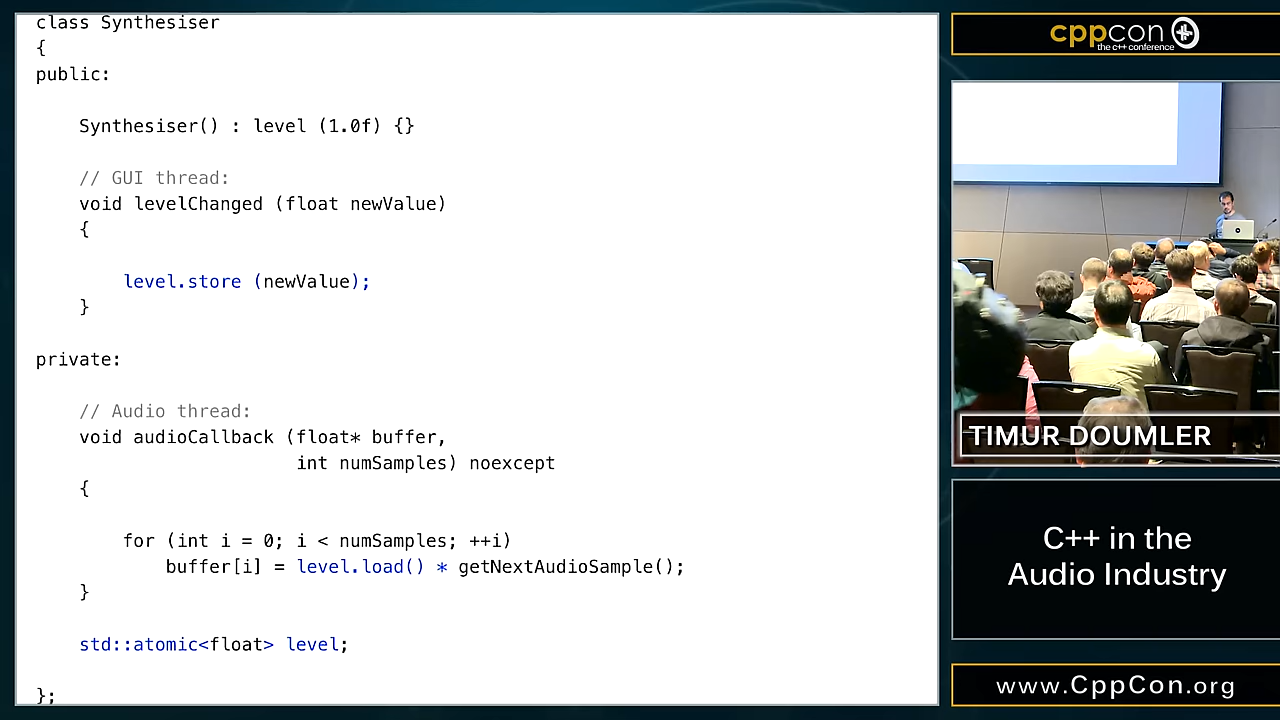 class Synthesiser
{
public:
Synthesiser() : level (1.0f) {}
// GUI thread:
void levelChanged (float newValue)
{
level.store (newValue);
}
private:
// Audio thread:
void audioCallback (float* buffer,
int numSamples) noexcept
{
for (int i = 0; i < numSamples; ++i)
buffer[i] = level.load() * getNextAudioSample();
}
std::atomic<float> level;
};
cppcon
the c++ conference
TIMUR DOUMLER
C++ in the
Audio Industry
www.CppCon.org